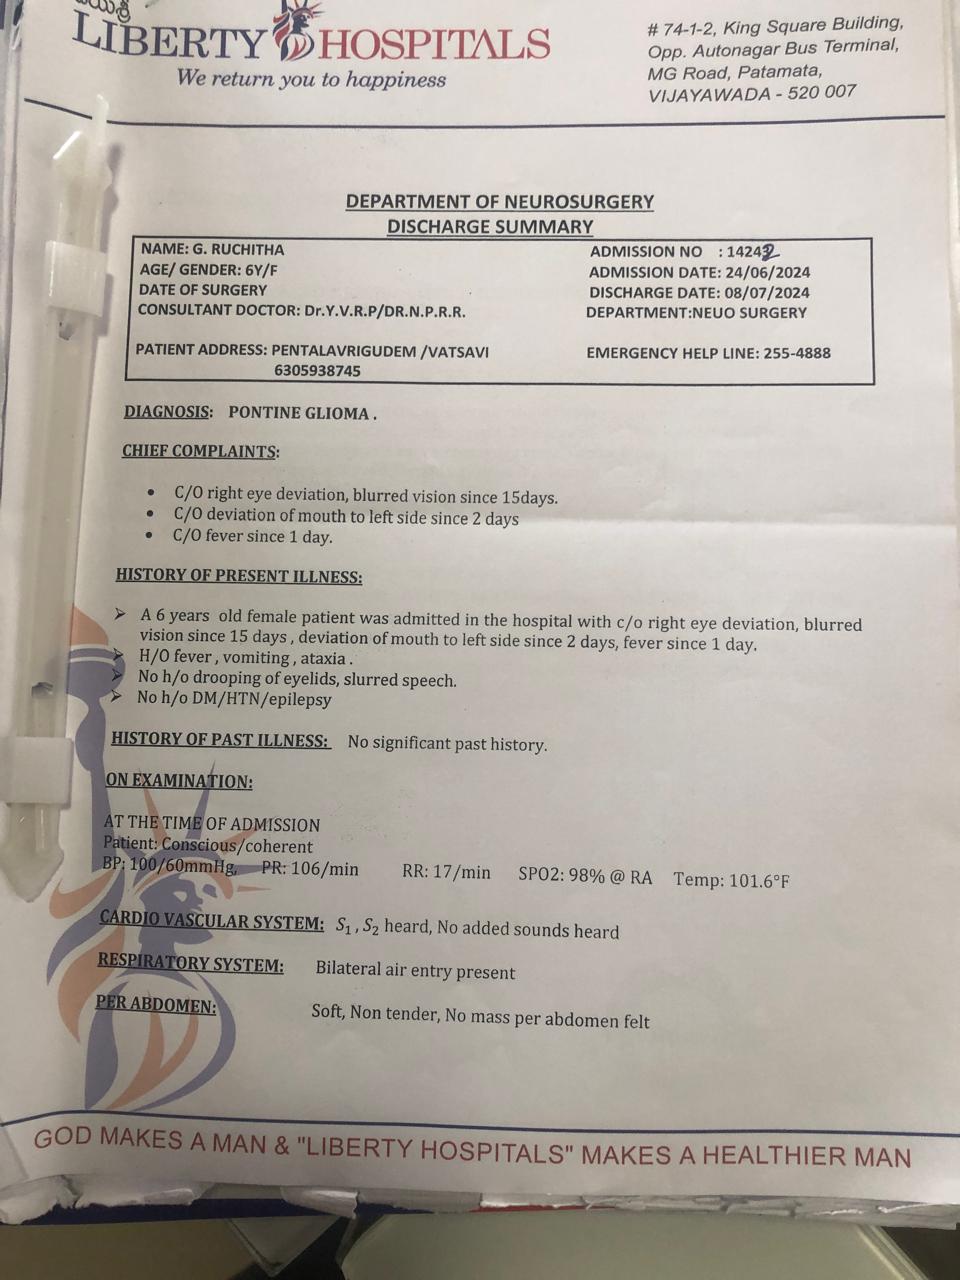 LIBERTY HOSPITALS
We return you to happiness
# 74-1-2, King Square Building,
Opp. Autonagar Bus Terminal,
MG Road, Patamata,
VIJAYAWADA - 520 007
DEPARTMENT OF NEUROSURGERY
DISCHARGE SUMMARY
NAME: G. RUCHITHA ADMISSION NO : 14242
AGE/ GENDER: 6Y/F ADMISSION DATE: 24/06/2024
DATE OF SURGERY DISCHARGE DATE: 08/07/2024
CONSULTANT DOCTOR: Dr.Y.V.R.P/DR.N.P.R.R. DEPARTMENT:NEUO SURGERY
PATIENT ADDRESS: PENTALAVRIGUDEM /VATSAVI EMERGENCY HELP LINE: 255-4888
6305938745
DIAGNOSIS: PONTINE GLIOMA .
CHIEF COMPLAINTS:
• C/O right eye deviation, blurred vision since 15days.
• C/O deviation of mouth to left side since 2 days
• C/O fever since 1 day.
HISTORY OF PRESENT ILLNESS:
➢ A 6 years old female patient was admitted in the hospital with c/o right eye deviation, blurred
vision since 15 days , deviation of mouth to left side since 2 days, fever since 1 day.
➢ H/O fever , vomiting , ataxia .
➢ No h/o drooping of eyelids, slurred speech.
➢ No h/o DM/HTN/epilepsy
HISTORY OF PAST ILLNESS: No significant past history.
ON EXAMINATION:
AT THE TIME OF ADMISSION
Patient: Conscious/coherent
BP: 100/60mmHg, PR: 106/min RR: 17/min SPO2: 98% @ RA Temp: 101.6°F
CARDIO VASCULAR SYSTEM: S₁ , S₂ heard, No added sounds heard
RESPIRATORY SYSTEM: Bilateral air entry present
PER ABDOMEN: Soft, Non tender, No mass per abdomen felt
GOD MAKES A MAN & "LIBERTY HOSPITALS" MAKES A HEALTHIER MAN